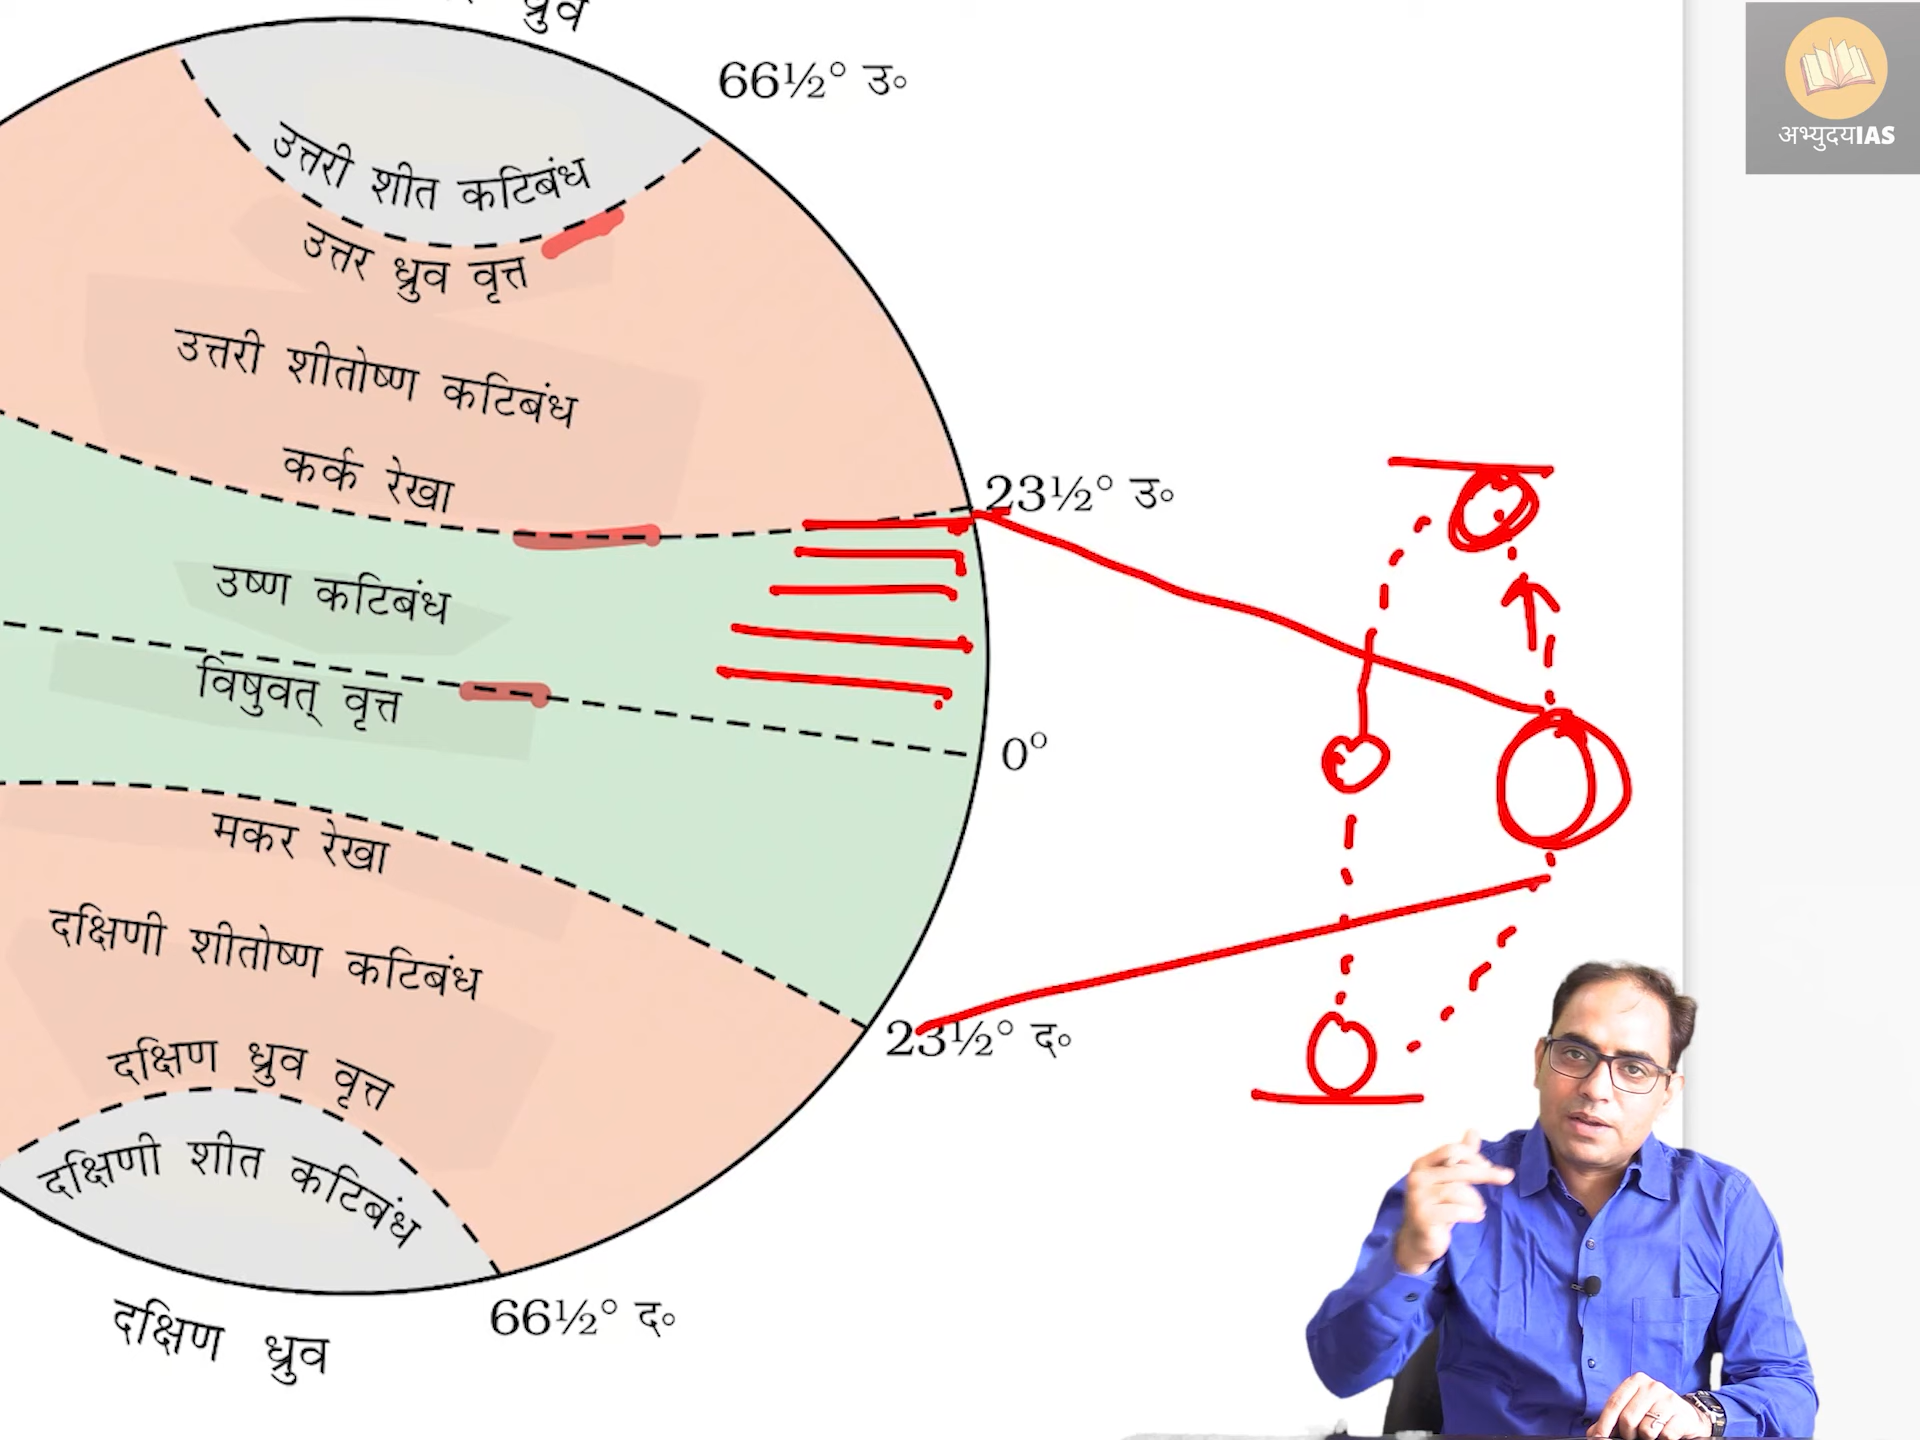 ध्रुव
66½° उ०
अभ्युदयIAS
उत्तरी शीत कटिबंध
उत्तर ध्रुव वृत्त
उत्तरी शीतोष्ण कटिबंध
कर्क रेखा
23½° उ०
उष्ण कटिबंध
विषुवत् वृत्त
0°
मकर रेखा
दक्षिणी शीतोष्ण कटिबंध
23½° द०
दक्षिण ध्रुव वृत्त
दक्षिणी शीत कटिबंध
66½° द०
दक्षिण ध्रुव